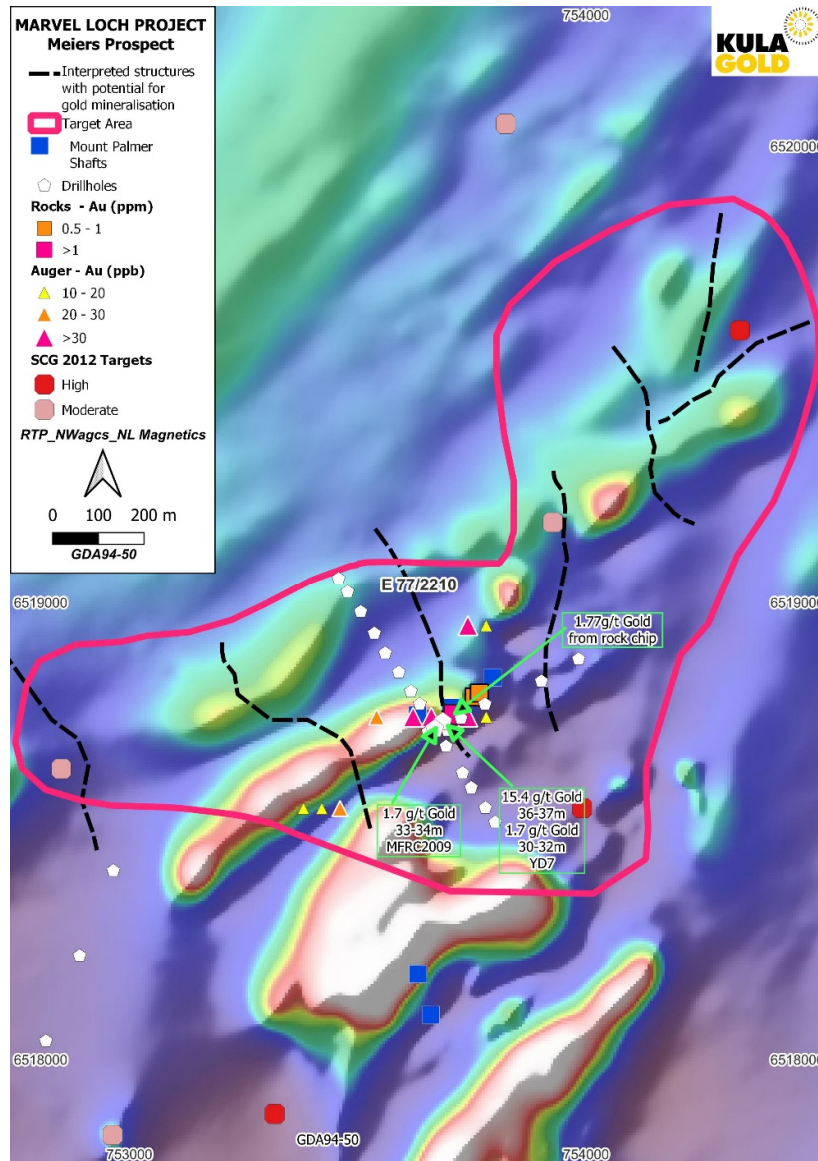 MARVEL LOCH PROJECT
Meiers Prospect
Interpreted structures
with potential for
gold mineralisation
Target Area
Mount Palmer
Shafts
Drillholes
Rocks - Au (ppm)
0.5 - 1
>1
Auger - Au (ppb)
10 - 20
20 - 30
>30
SCG 2012 Targets
High
Moderate
RTP_NWagcs_NL Magnetics
0 100 200 m
GDA94-50
754000
KULA
GOLD
6520000
E 77/2210
6519000
6519000
1.77g/t Gold
from rock chip
1.7 g/t Gold
33-34m
MFRC2009
15.4 g/t Gold
36-37m
1.7 g/t Gold
30-32m
YD7
6518000
6518000
GDA94-50
753000
754000